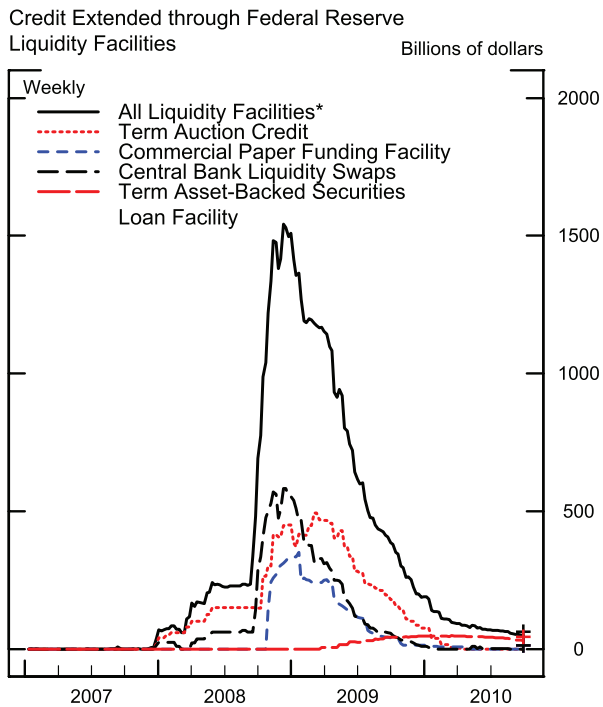 Credit Extended through Federal Reserve
Liquidity Facilities
Billions of dollars
Weekly
All Liquidity Facilities*
Term Auction Credit
Commercial Paper Funding Facility
Central Bank Liquidity Swaps
Term Asset-Backed Securities
Loan Facility
2000
1500
1000
500
0
2007 2008 2009 2010